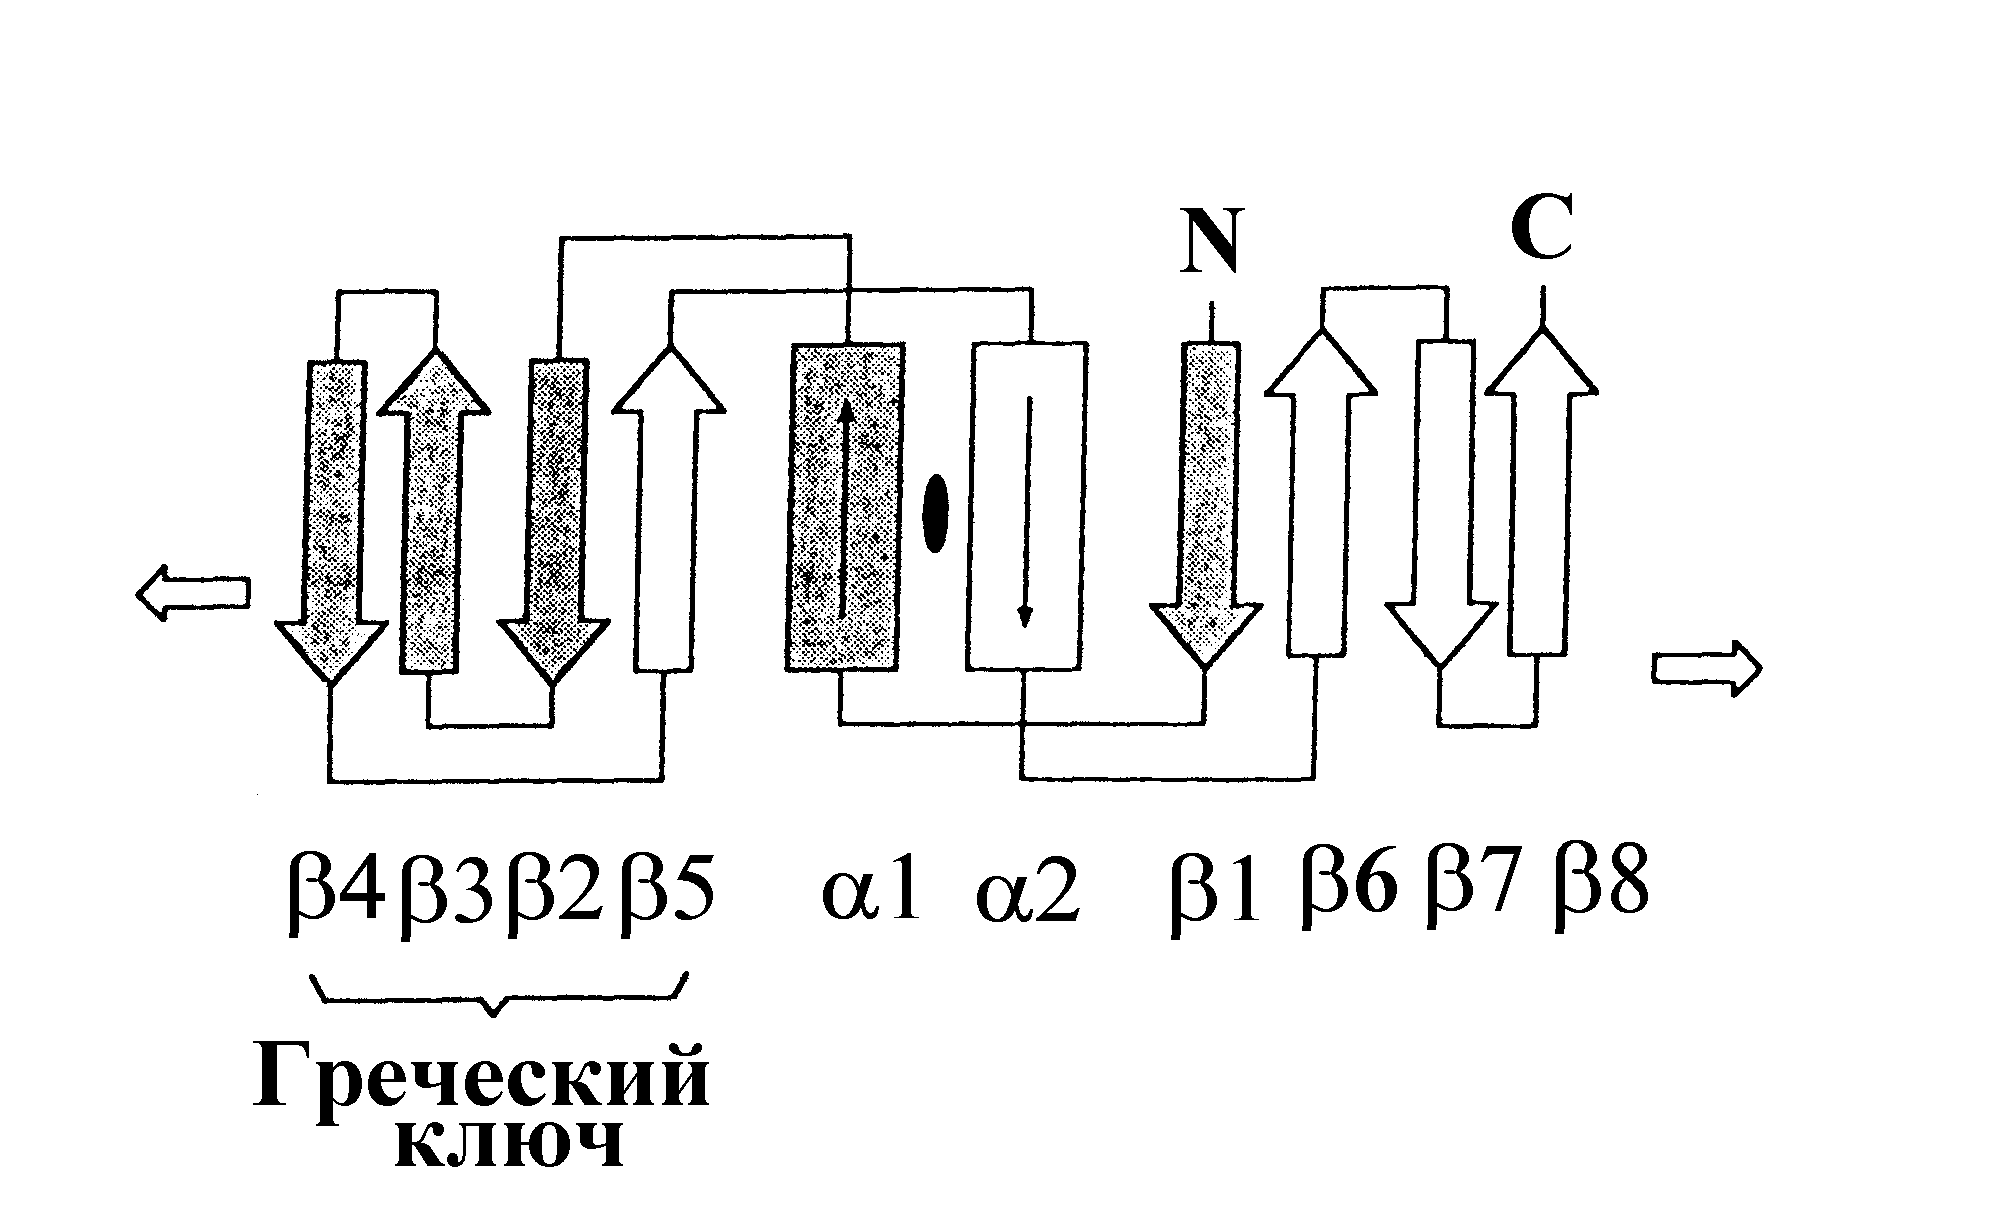 N C
β4 β3 β2 β5 α1 α2 β1 β6 β7 β8
Греческий
ключ